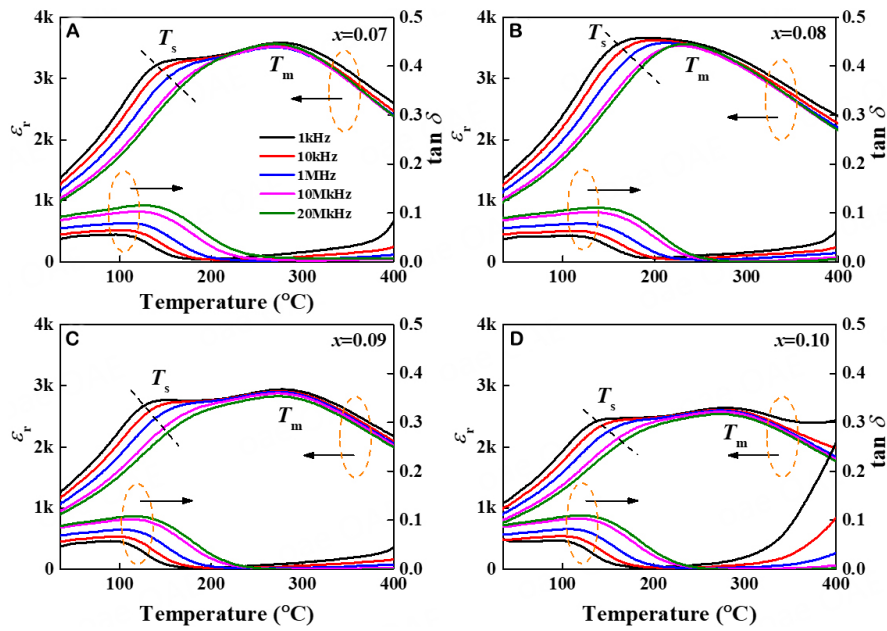 A
x=0.07
Ts
Tm
4k
3k
2k
1k
0
εr
0.5
0.4
0.3
0.2
0.1
0.0
tan δ
1kHz
10kHz
1MHz
10MkHz
20MkHz
100 200 300 400
Temperature (°C)
B
x=0.08
Ts
Tm
4k
3k
2k
1k
0
εr
0.5
0.4
0.3
0.2
0.1
0.0
tan δ
100 200 300 400
Temperature (°C)
C
x=0.09
Ts
Tm
4k
3k
2k
1k
0
εr
0.5
0.4
0.3
0.2
0.1
0.0
tan δ
100 200 300 400
Temperature (°C)
D
x=0.10
Ts
Tm
4k
3k
2k
1k
0
εr
0.5
0.4
0.3
0.2
0.1
0.0
tan δ
100 200 300 400
Temperature (°C)